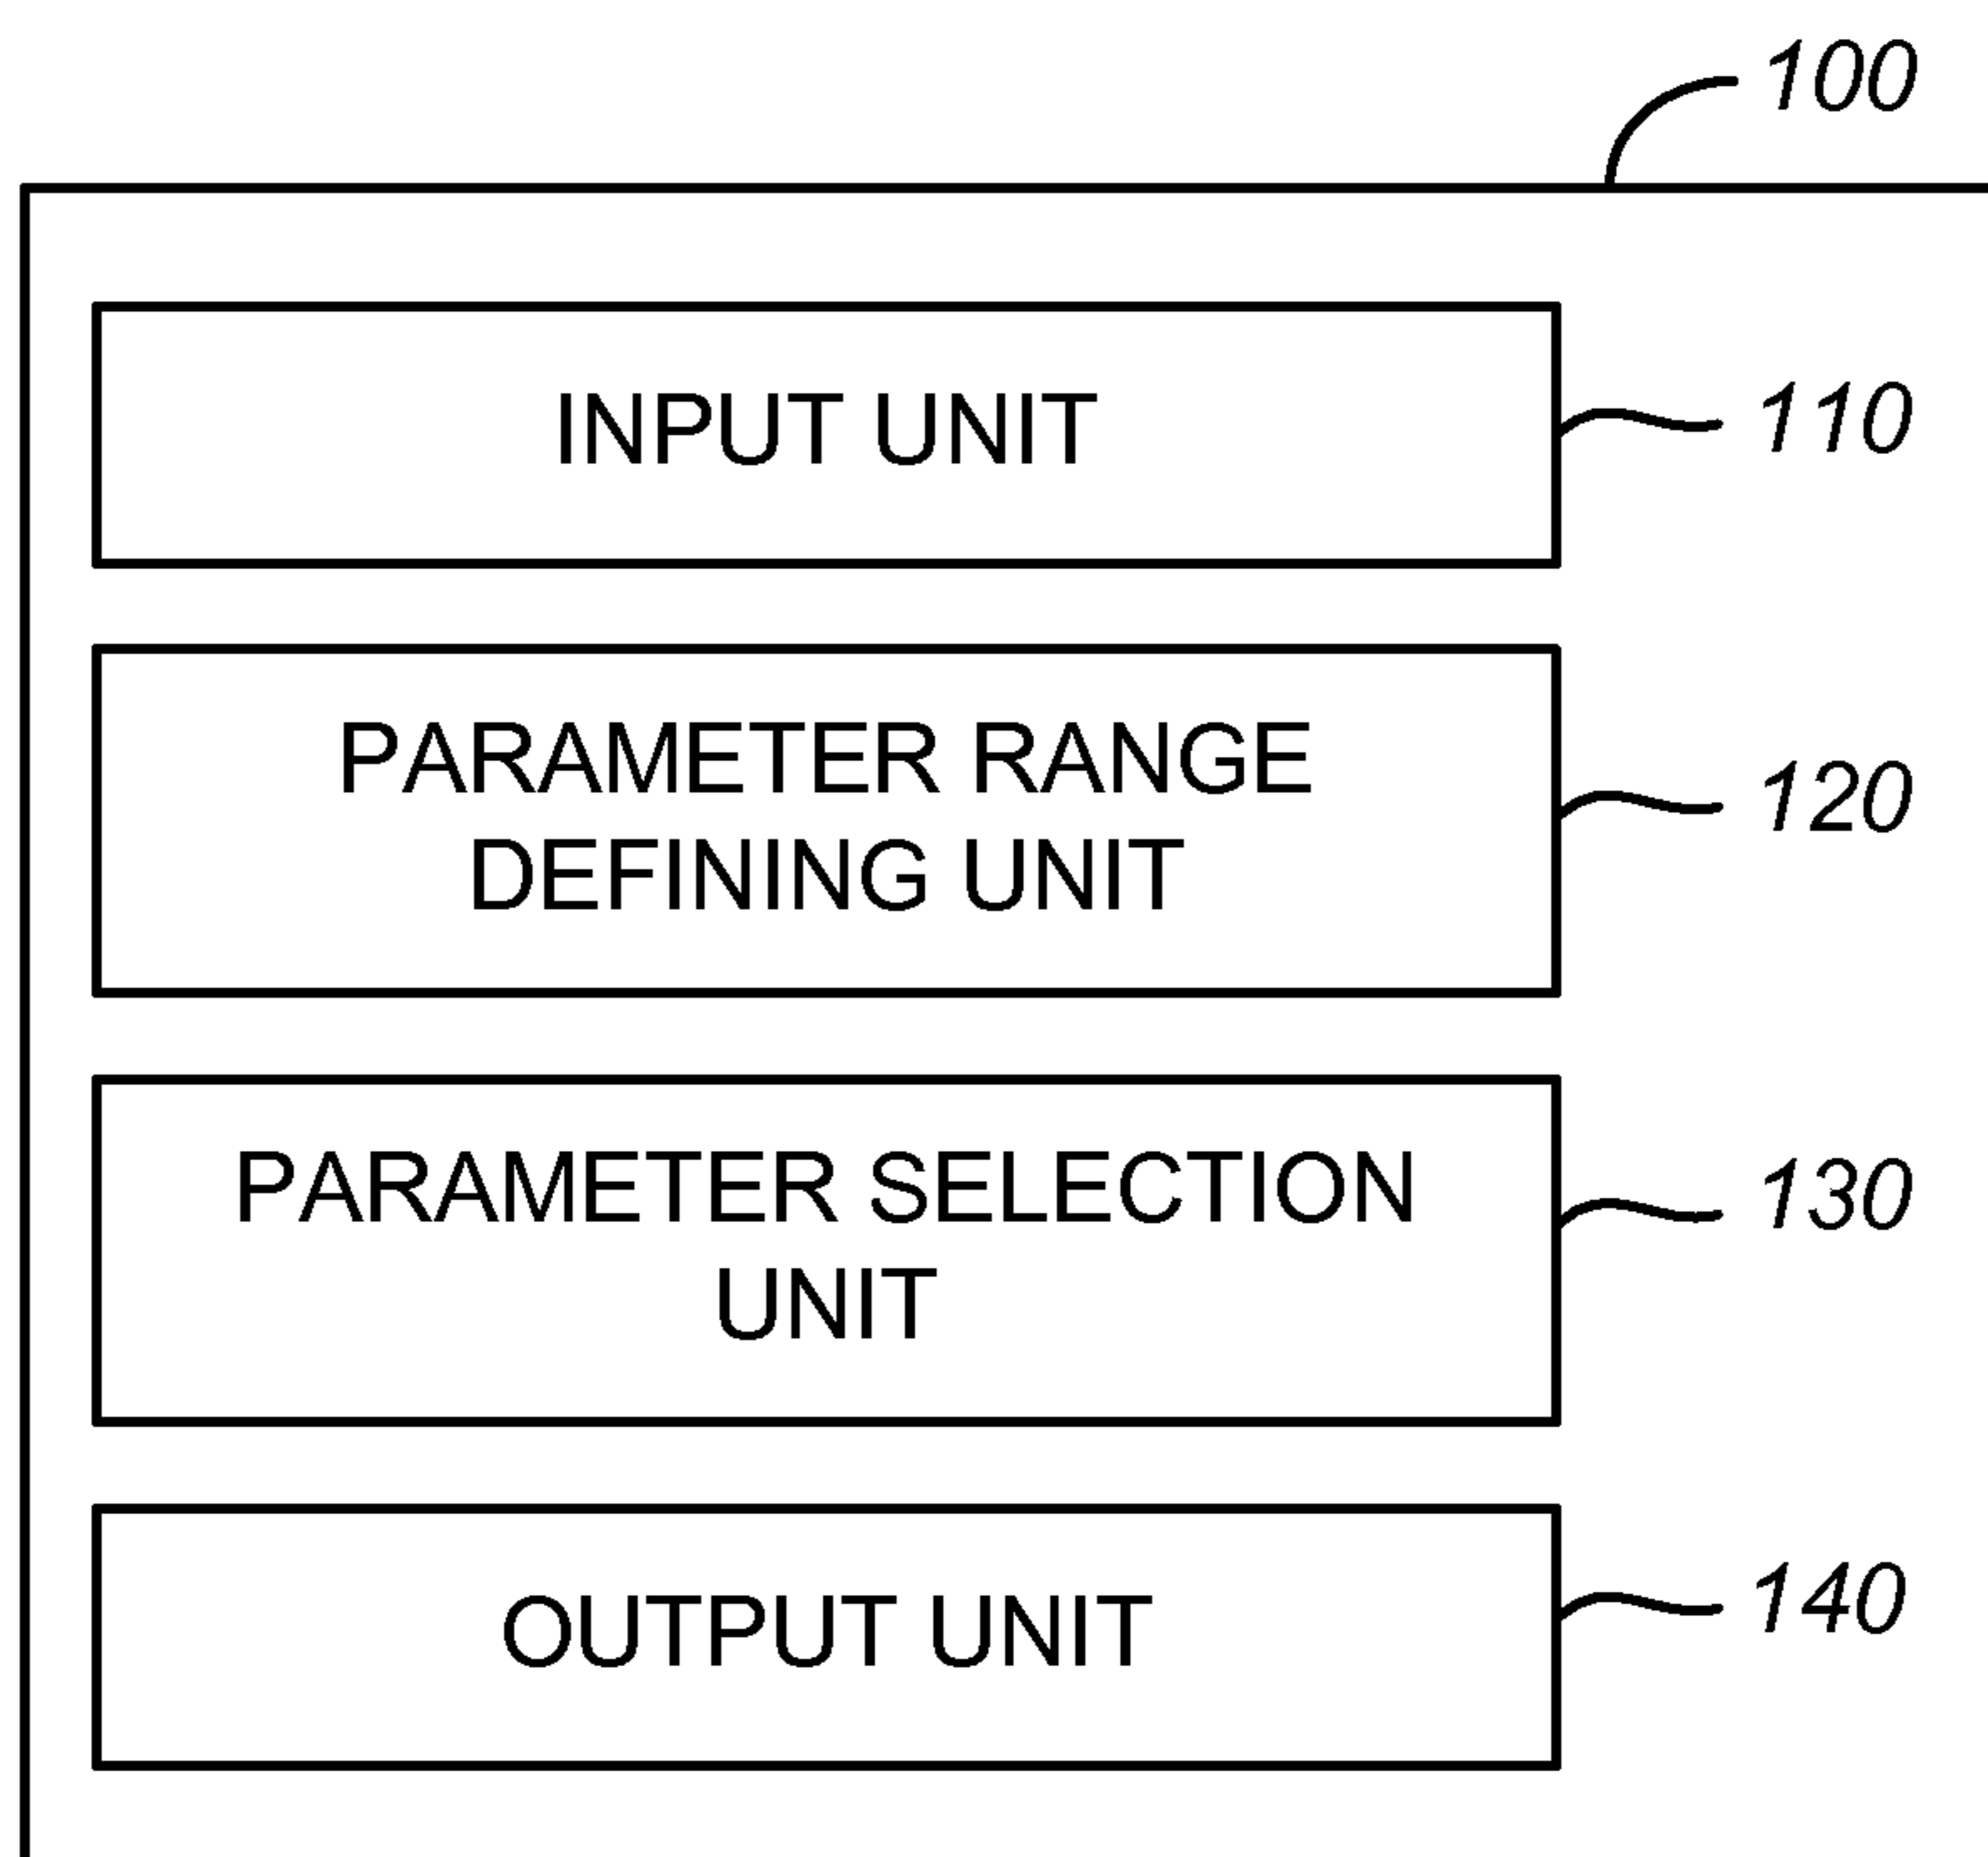 100
INPUT UNIT
110
PARAMETER RANGE
DEFINING UNIT
120
PARAMETER SELECTION
UNIT
130
OUTPUT UNIT
140